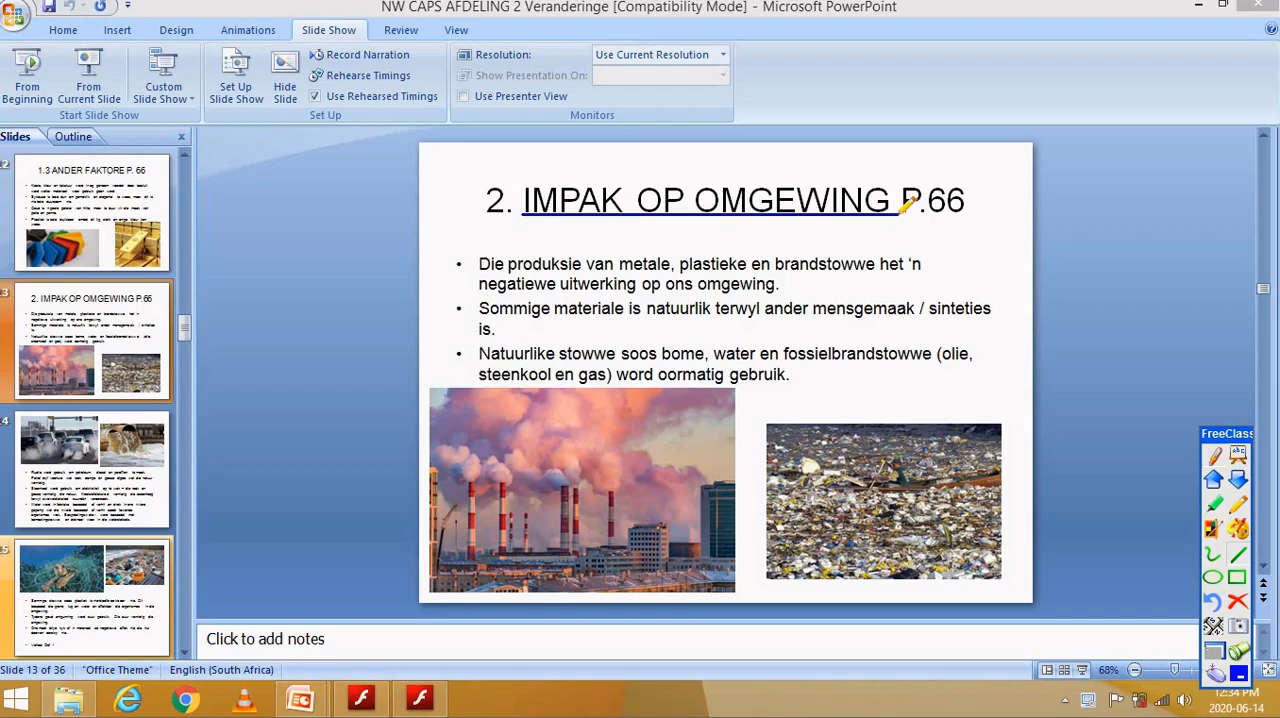 NW CAPS AFDELING 2 Veranderinge [Compatibility Mode] - Microsoft PowerPoint
Home Insert Design Animations Slide Show Review View
From Beginning
From Current Slide
Custom Slide Show
Start Slide Show
Set Up Slide Show
Hide Slide
Record Narration
Rehearse Timings
Use Rehearsed Timings
Set Up
Resolution: Use Current Resolution
Show Presentation On:
Use Presenter View
Monitors
Slides Outline
1.3 ANDER FAKTORE P. 66
2. IMPAK OP OMGEWING P.66
14
2. IMPAK OP OMGEWING P.66
• Die produksie van metale, plastieke en brandstowwe het ‘n
negatiewe uitwerking op ons omgewing.
• Sommige materiale is natuurlik terwyl ander mensgemaak / sinteties
is.
• Natuurlike stowwe soos bome, water en fossielbrandstowwe (olie,
steenkool en gas) word oormatig gebruik.
FreeClass
abc
Click to add notes
Slide 13 of 36 "Office Theme" English (South Africa) 68%
12:34 PM
2020-06-14